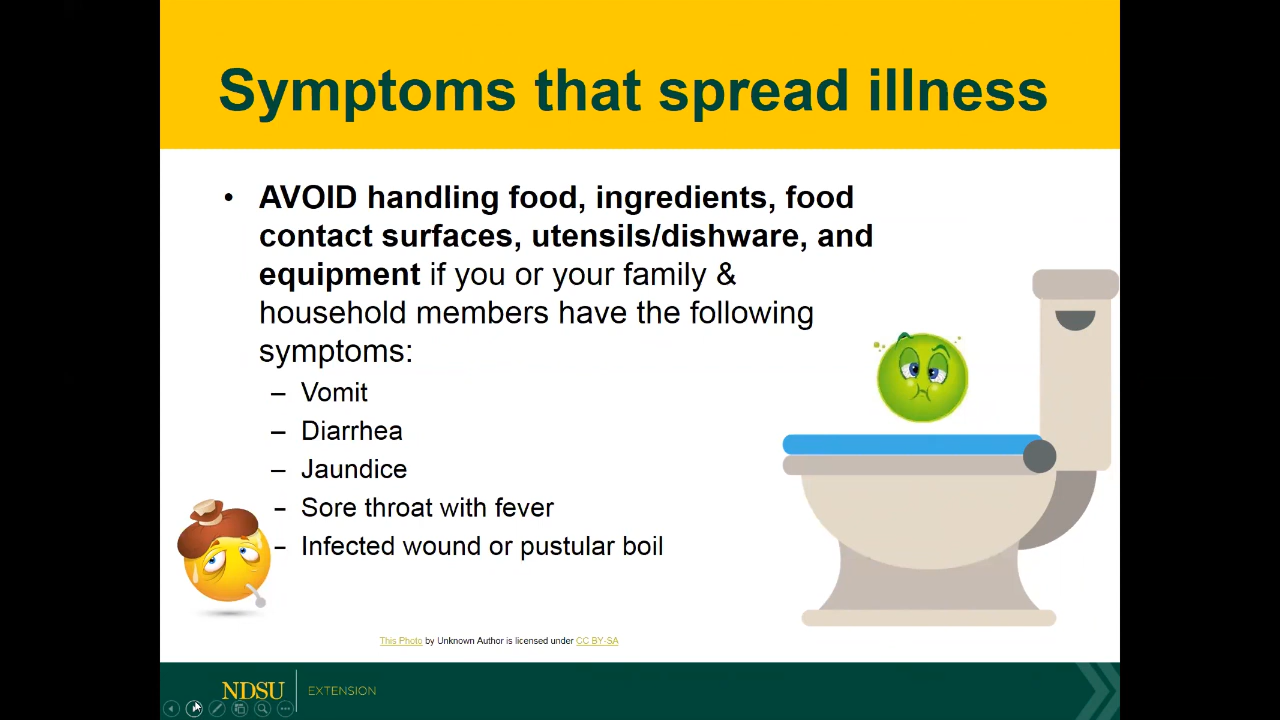 Symptoms that spread illness
• AVOID handling food, ingredients, food
contact surfaces, utensils/dishware, and
equipment if you or your family &
household members have the following
symptoms:
– Vomit
– Diarrhea
– Jaundice
– Sore throat with fever
– Infected wound or pustular boil
This Photo by Unknown Author is licensed under CC BY-SA
NDSU EXTENSION